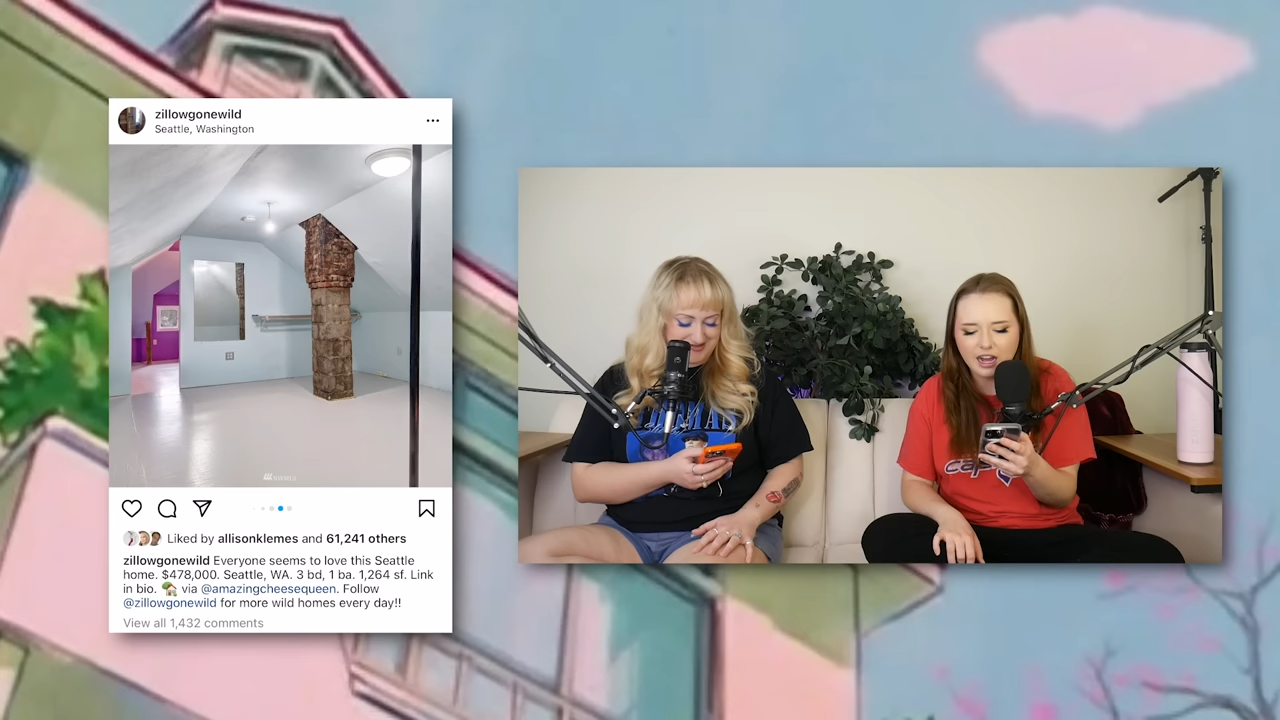 zillowgonewild
Seattle, Washington
NWMLS
Liked by allisonklemes and 61,241 others
zillowgonewild Everyone seems to love this Seattle
home. $478,000. Seattle, WA. 3 bd, 1 ba. 1,264 sf. Link
in bio. 🏡 via @amazingcheesequeen. Follow
@zillowgonewild for more wild homes every day!!
View all 1,432 comments